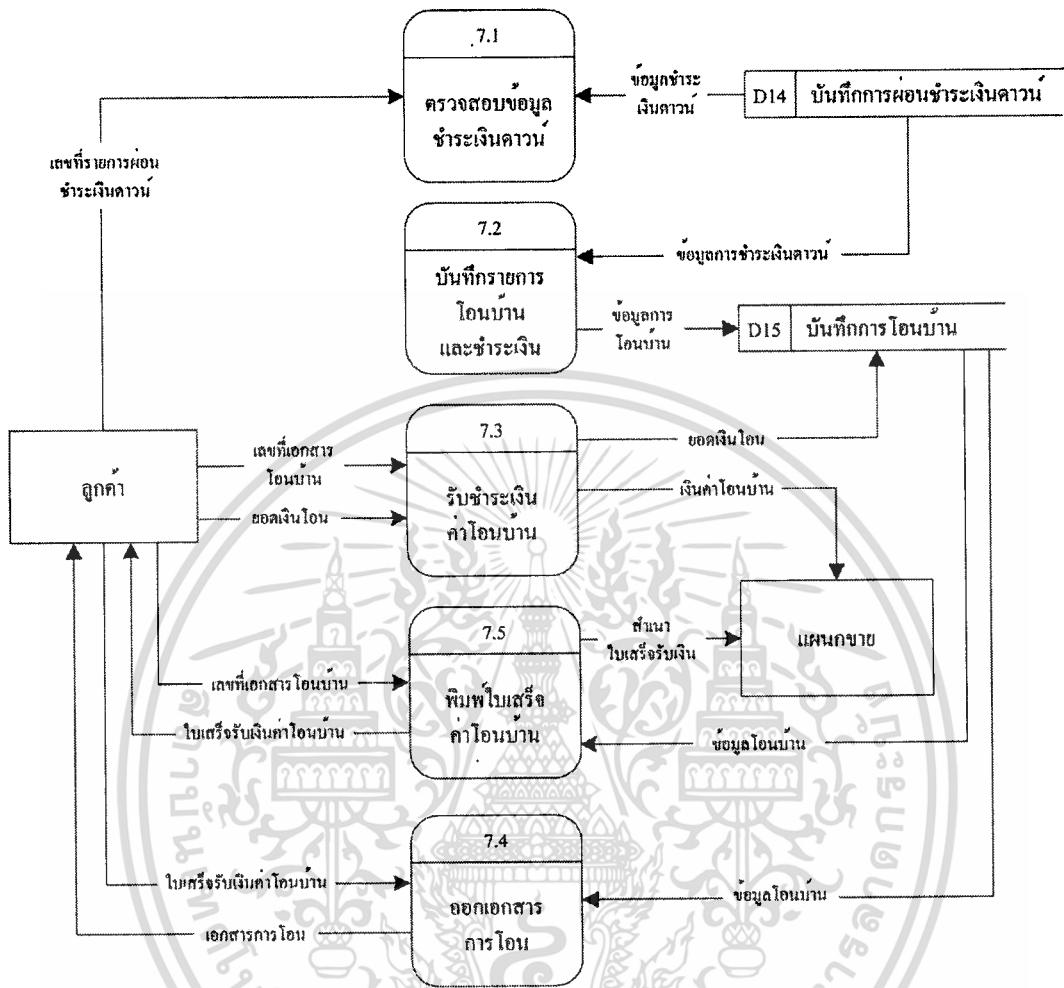 7.1
ตรวจสอบข้อมูล
ชำระเงินดาวน์
ข้อมูลชำระ
เงินดาวน์
D14 บันทึกการผ่อนชำระเงินดาวน์
เลขที่รายการผ่อน
ชำระเงินดาวน์
7.2
บันทึกรายการ
โอนบ้าน
และชำระเงิน
ข้อมูลการชำระเงินดาวน์
ข้อมูลการ
โอนบ้าน
D15 บันทึกการโอนบ้าน
ลูกค้า
เลขที่เอกสาร
โอนบ้าน
ยอดเงินโอน
7.3
รับชำระเงิน
ค่าโอนบ้าน
ยอดเงินโอน
เงินค่าโอนบ้าน
แผนกขาย
7.5
พิมพ์ใบเสร็จ
ค่าโอนบ้าน
สำเนา
ใบเสร็จรับเงิน
เลขที่เอกสารโอนบ้าน
ใบเสร็จรับเงินค่าโอนบ้าน
ข้อมูลโอนบ้าน
7.4
ออกเอกสาร
การโอน
ใบเสร็จรับเงินค่าโอนบ้าน
เอกสารการโอน
ข้อมูลโอนบ้าน